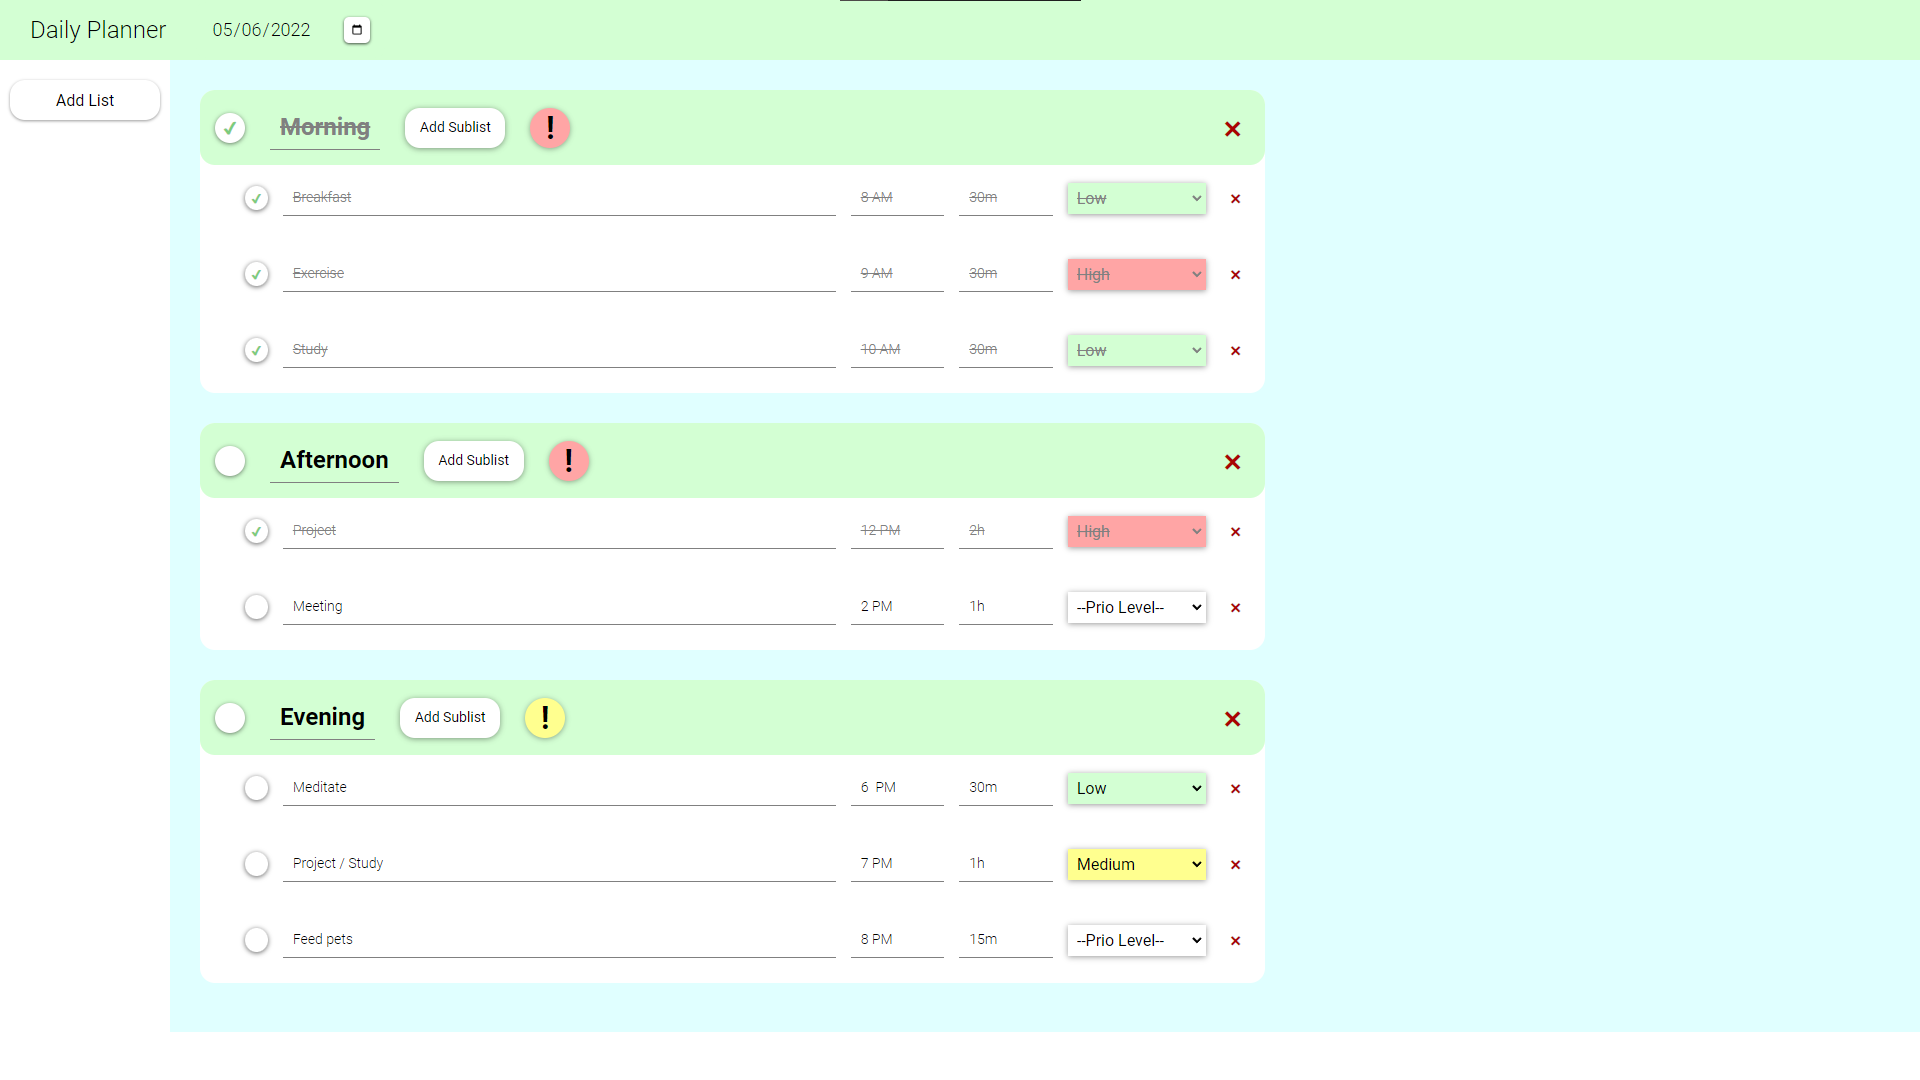 Daily Planner 05/06/2022
Add List
✓ Morning Add Sublist ! ×
✓ Breakfast 8 AM 30m Low ×
✓ Exercise 9 AM 30m High ×
✓ Study 10 AM 30m Low ×
Afternoon Add Sublist ! ×
✓ Project 12 PM 2h High ×
Meeting 2 PM 1h --Prio Level-- ×
Evening Add Sublist ! ×
Meditate 6  PM 30m Low ×
Project / Study 7 PM 1h Medium ×
Feed pets 8 PM 15m --Prio Level-- ×